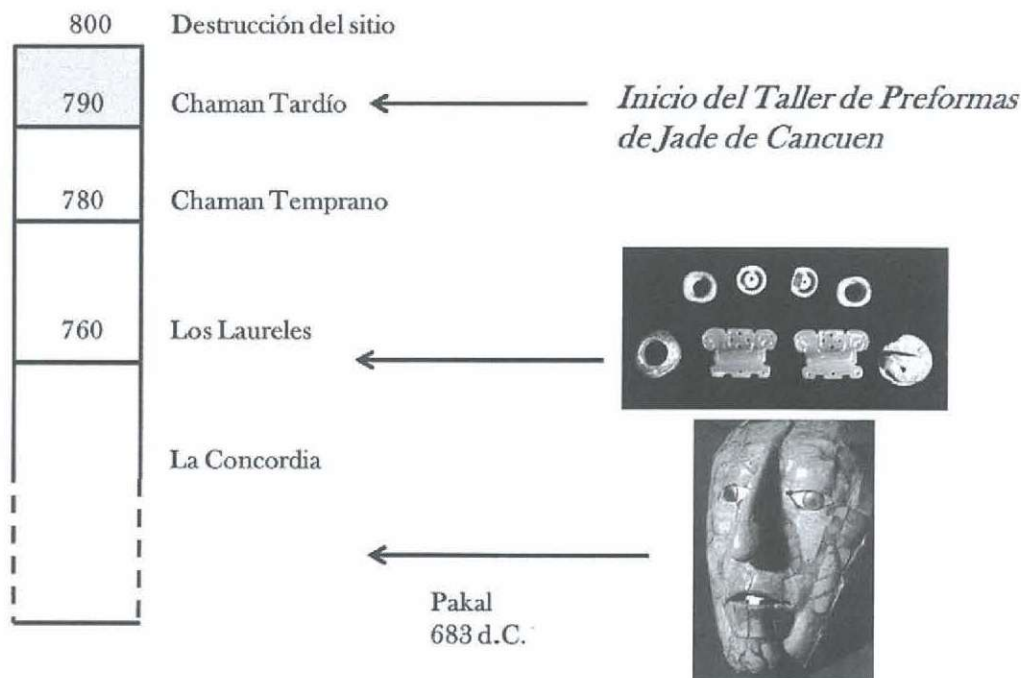 800 Destrucción del sitio
790 Chaman Tardío
Inicio del Taller de Preformas
de Jade de Cancuen
780 Chaman Temprano
760 Los Laureles
La Concordia
Pakal
683 d.C.